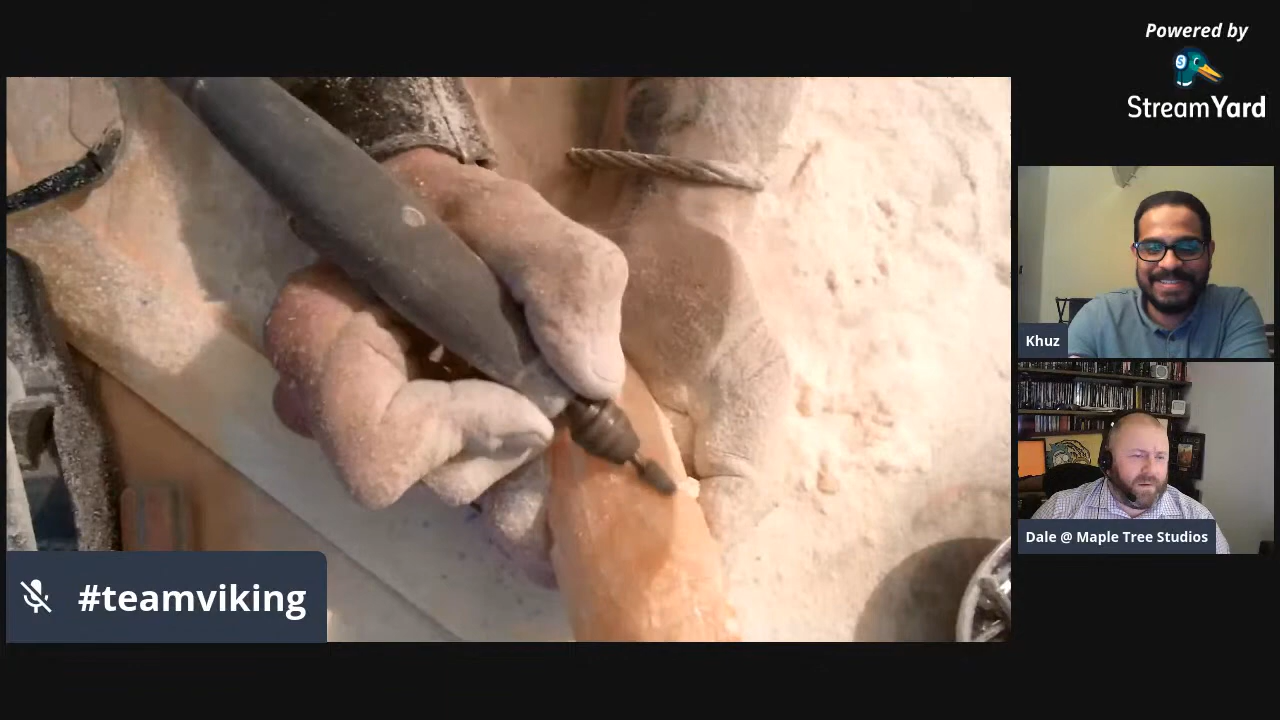 Powered by
StreamYard
Khuz
Dale @ Maple Tree Studios
#teamviking